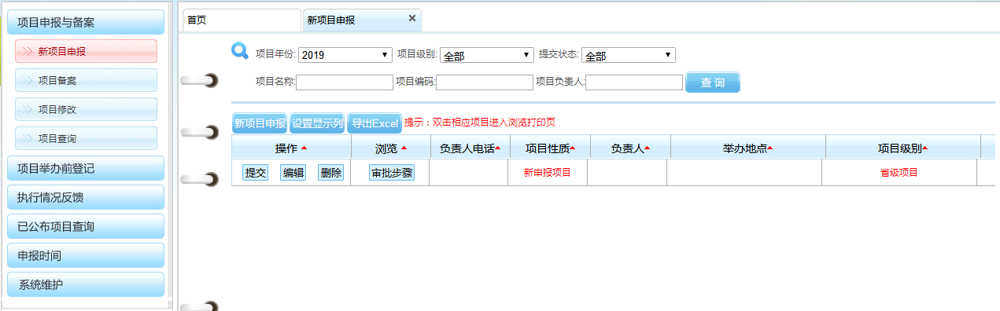 项目申报与备案
新项目申报
项目备案
项目修改
项目查询
项目举办前登记
执行情况反馈
已公布项目查询
申报时间
系统维护
首页 新项目申报
项目年份: 2019 项目级别: 全部 提交状态: 全部
项目名称: 项目编码: 项目负责人: 查 询
新项目申报 设置显示列 导出Excel 提示：双击相应项目进入浏览打印页
操作 浏览 负责人电话 项目性质 负责人 举办地点 项目级别
提交 编辑 删除 审批步骤 新申报项目 省级项目